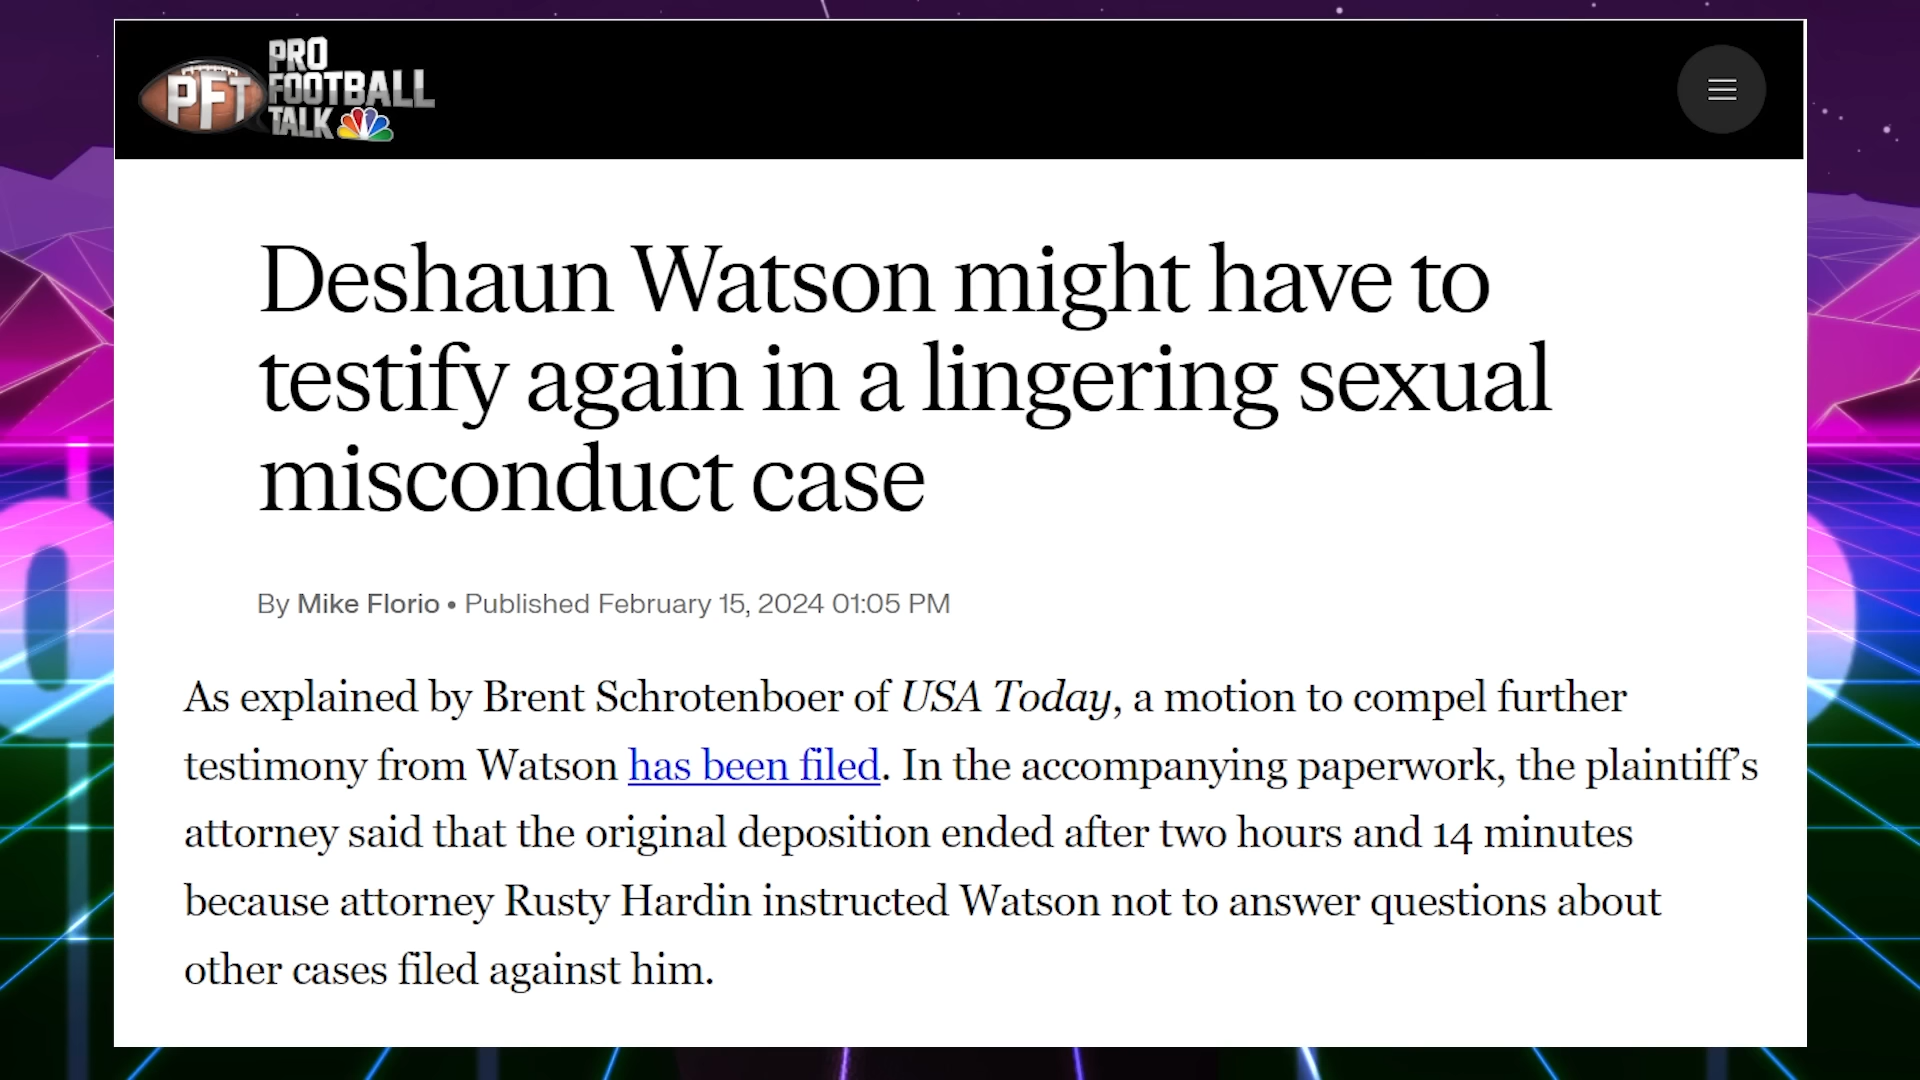 PFT
PRO
FOOTBALL
TALK
Deshaun Watson might have to
testify again in a lingering sexual
misconduct case
By Mike Florio • Published February 15, 2024 01:05 PM
As explained by Brent Schrotenboer of USA Today, a motion to compel further
testimony from Watson has been filed. In the accompanying paperwork, the plaintiff’s
attorney said that the original deposition ended after two hours and 14 minutes
because attorney Rusty Hardin instructed Watson not to answer questions about
other cases filed against him.